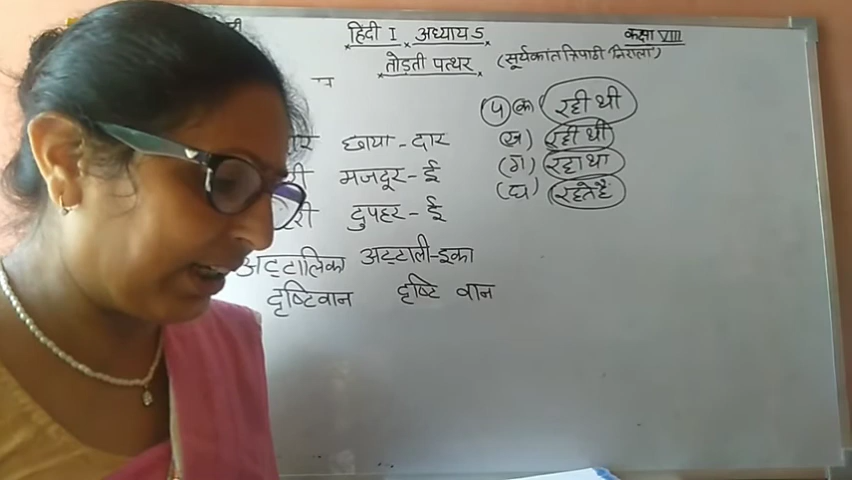 हिंदी I अध्याय 5 कक्षा VIII
तोड़ती पत्थर (सूर्यकांत त्रिपाठी निराला)
५ क) रही थी
ख) रही थी
ग) रहा था
घ) रहते हैं
छाया - दार
मजदूर - ई
दुपहर - ई
अट्टालिका अट्टाली - इका
दृष्टिवान दृष्टि वान